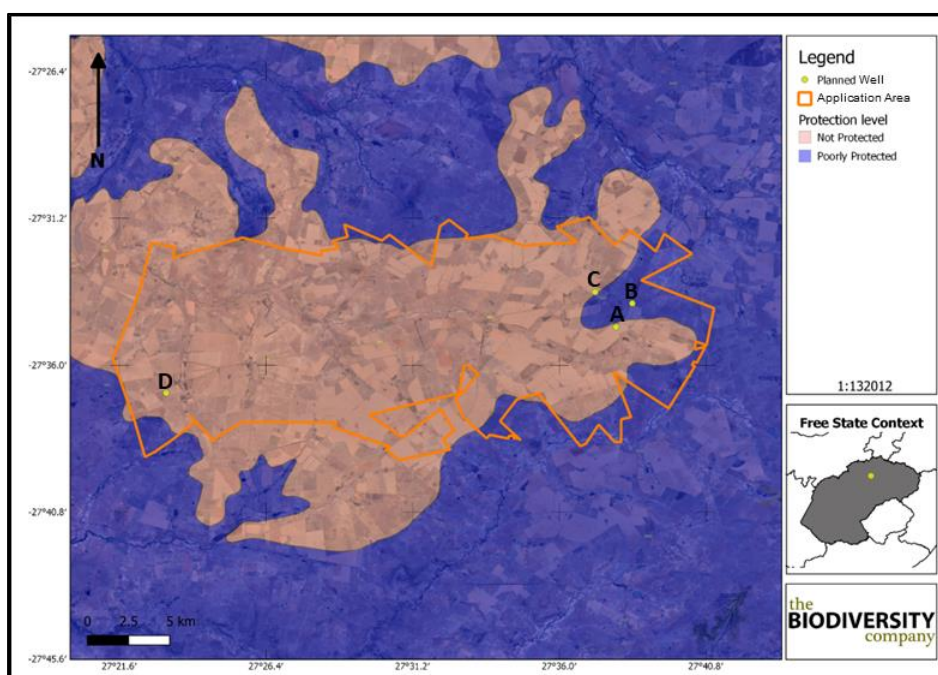 N
-27°26.4'
-27°31.2'
-27°36.0'
-27°40.8'
-27°45.6'
C
B
A
D
0 2.5 5 km
27°21.6' 27°26.4' 27°31.2' 27°36.0' 27°40.8'
Legend
Planned Well
Application Area
Protection level
Not Protected
Poorly Protected
1:132012
Free State Context
the
BIODIVERSITY
company